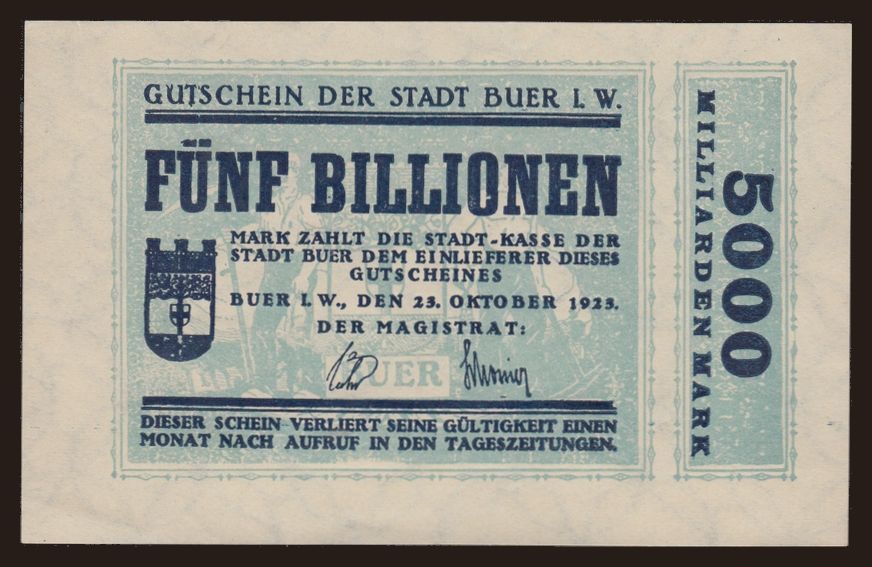 GUTSCHEIN DER STADT BUER I. W.
FÜNF BILLIONEN
MARK ZAHLT DIE STADT-KASSE DER
STADT BUER DEM EINLIEFERER DIESES
GUTSCHEINES
BUER I. W., DEN 23. OKTOBER 1923.
DER MAGISTRAT:
BUER
DIESER SCHEIN VERLIERT SEINE GÜLTIGKEIT EINEN
MONAT NACH AUFRUF IN DEN TAGESZEITUNGEN.
5000
MILLIARDEN MARK